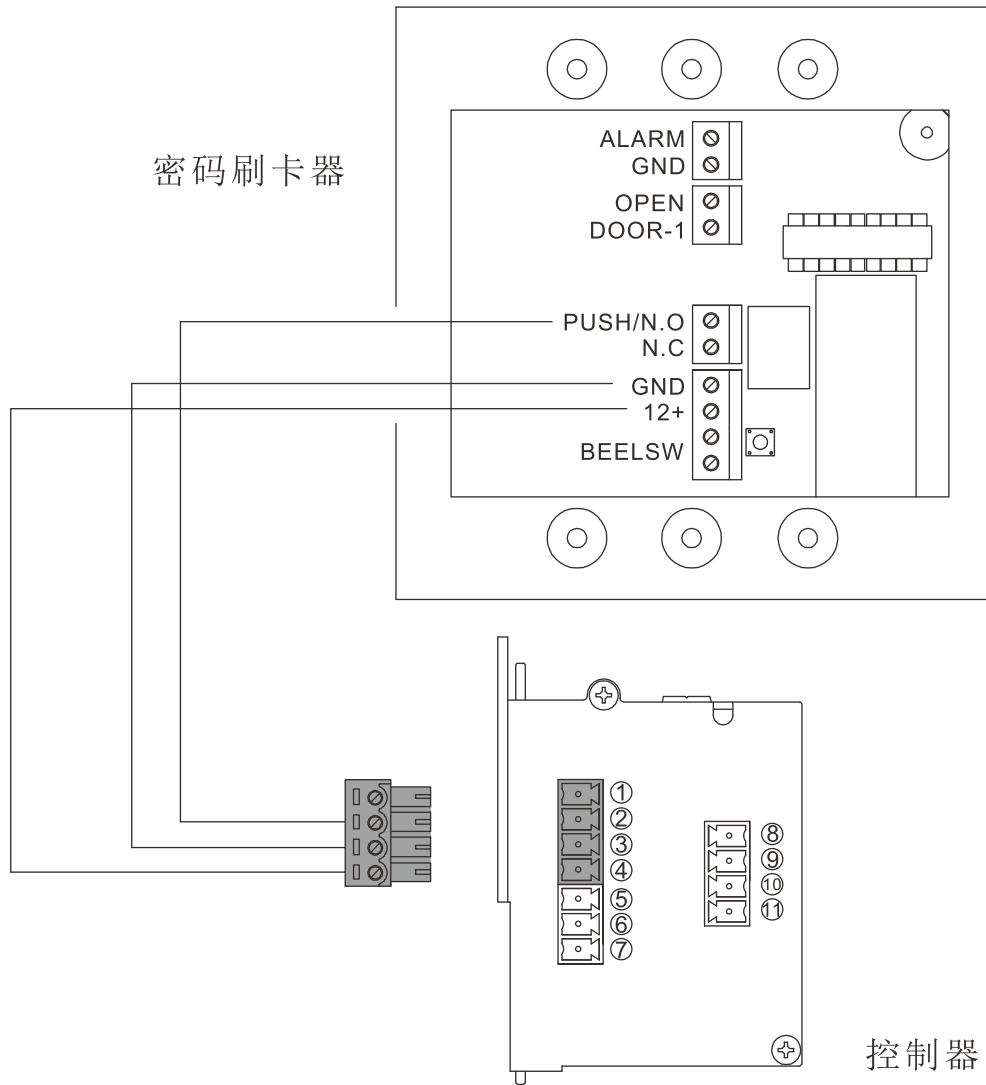 密码刷卡器
ALARM
GND
OPEN
DOOR-1
PUSH/N.O
N.C
GND
12+
BEELSW
①
②
③
④
⑤
⑥
⑦
⑧
⑨
⑩
⑪
控制器